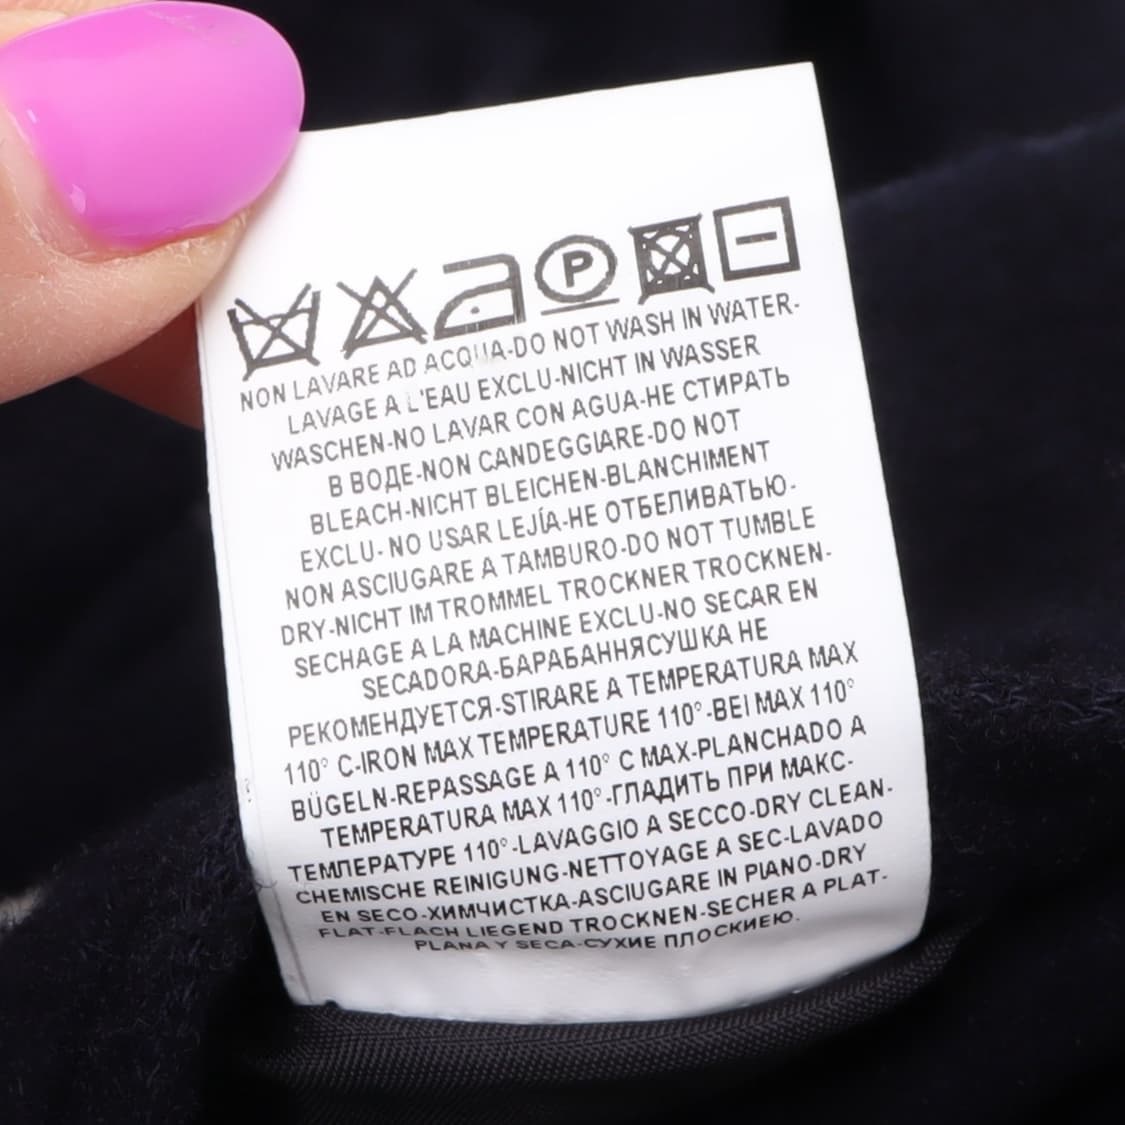 P
NON LAVARE AD ACQUA-DO NOT WASH IN WATER-
LAVAGE A L'EAU EXCLU-NICHT IN WASSER
WASCHEN-NO LAVAR CON AGUA-НЕ СТИРАТЬ
В ВОДЕ-NON CANDEGGIARE-DO NOT
BLEACH-NICHT BLEICHEN-BLANCHIMENT
EXCLU- NO USAR LEJÍA-НЕ ОТБЕЛИВАТЬЮ-
NON ASCIUGARE A TAMBURO-DO NOT TUMBLE
DRY-NICHT IM TROMMEL TROCKNER TROCKNEN-
SECHAGE A LA MACHINE EXCLU-NO SECAR EN
SECADORA-БАРАБАННЯСУШКА НЕ
РЕКОМЕНДУЕТСЯ-STIRARE A TEMPERATURA MAX
110° C-IRON MAX TEMPERATURE 110°-BEI MAX 110°
BÜGELN-REPASSAGE A 110° C MAX-PLANCHADO A
TEMPERATURA MAX 110°-ГЛАДИТЬ ПРИ МАКС-
ТЕМПЕРАТУРЕ 110°-LAVAGGIO A SECCO-DRY CLEAN-
CHEMISCHE REINIGUNG-NETTOYAGE A SEC-LAVADO
EN SECO-ХИМЧИСТКА-ASCIUGARE IN PIANO-DRY
FLAT-FLACH LIEGEND TROCKNEN-SECHER A PLAT-
PLANA Y SECA-СУХИЕ ПЛОСКИЕЮ.